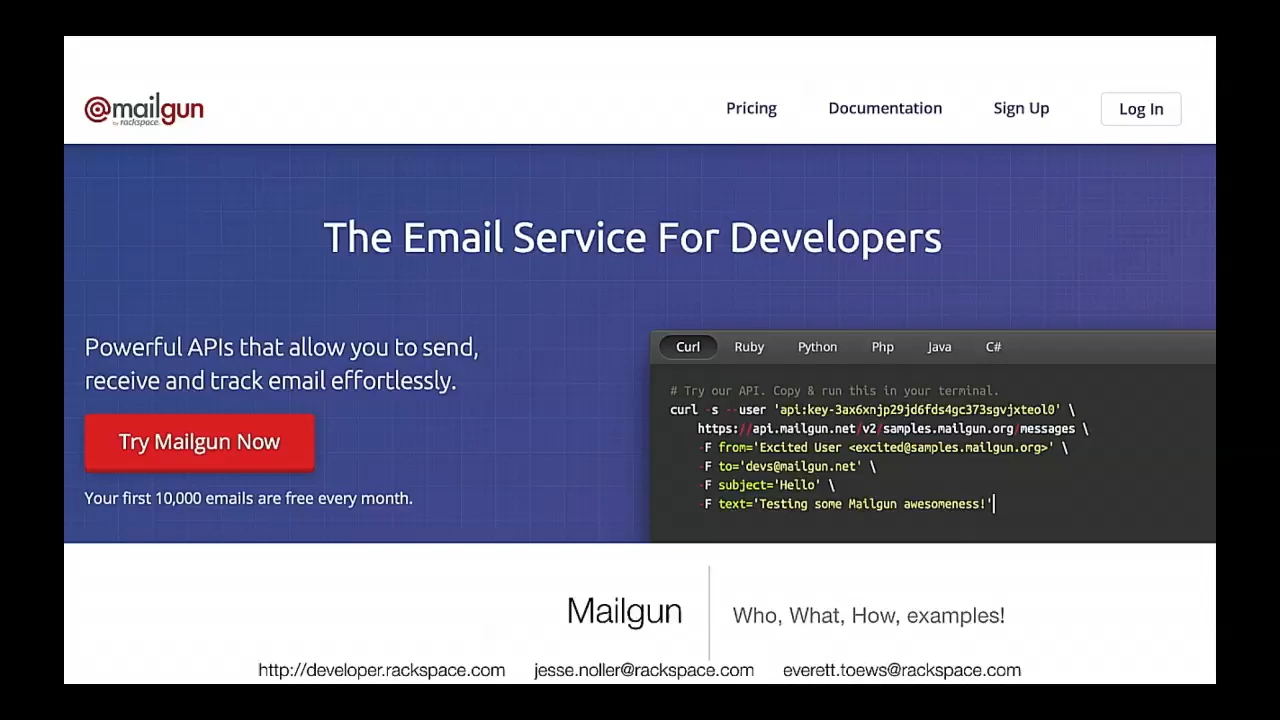 @mailgun
by rackspace.
Pricing
Documentation
Sign Up
Log In
The Email Service For Developers
Powerful APIs that allow you to send,
receive and track email effortlessly.
Try Mailgun Now
Your first 10,000 emails are free every month.
Curl Ruby Python Php Java C#
# Try our API. Copy & run this in your terminal.
curl -s --user 'api:key-3ax6xnjp29jd6fds4gc373sgvjxteol0' \
https://api.mailgun.net/v2/samples.mailgun.org/messages \
-F from='Excited User <excited@samples.mailgun.org>' \
-F to='devs@mailgun.net' \
-F subject='Hello' \
-F text='Testing some Mailgun awesomeness!'
Mailgun
Who, What, How, examples!
http://developer.rackspace.com jesse.noller@rackspace.com everett.toews@rackspace.com